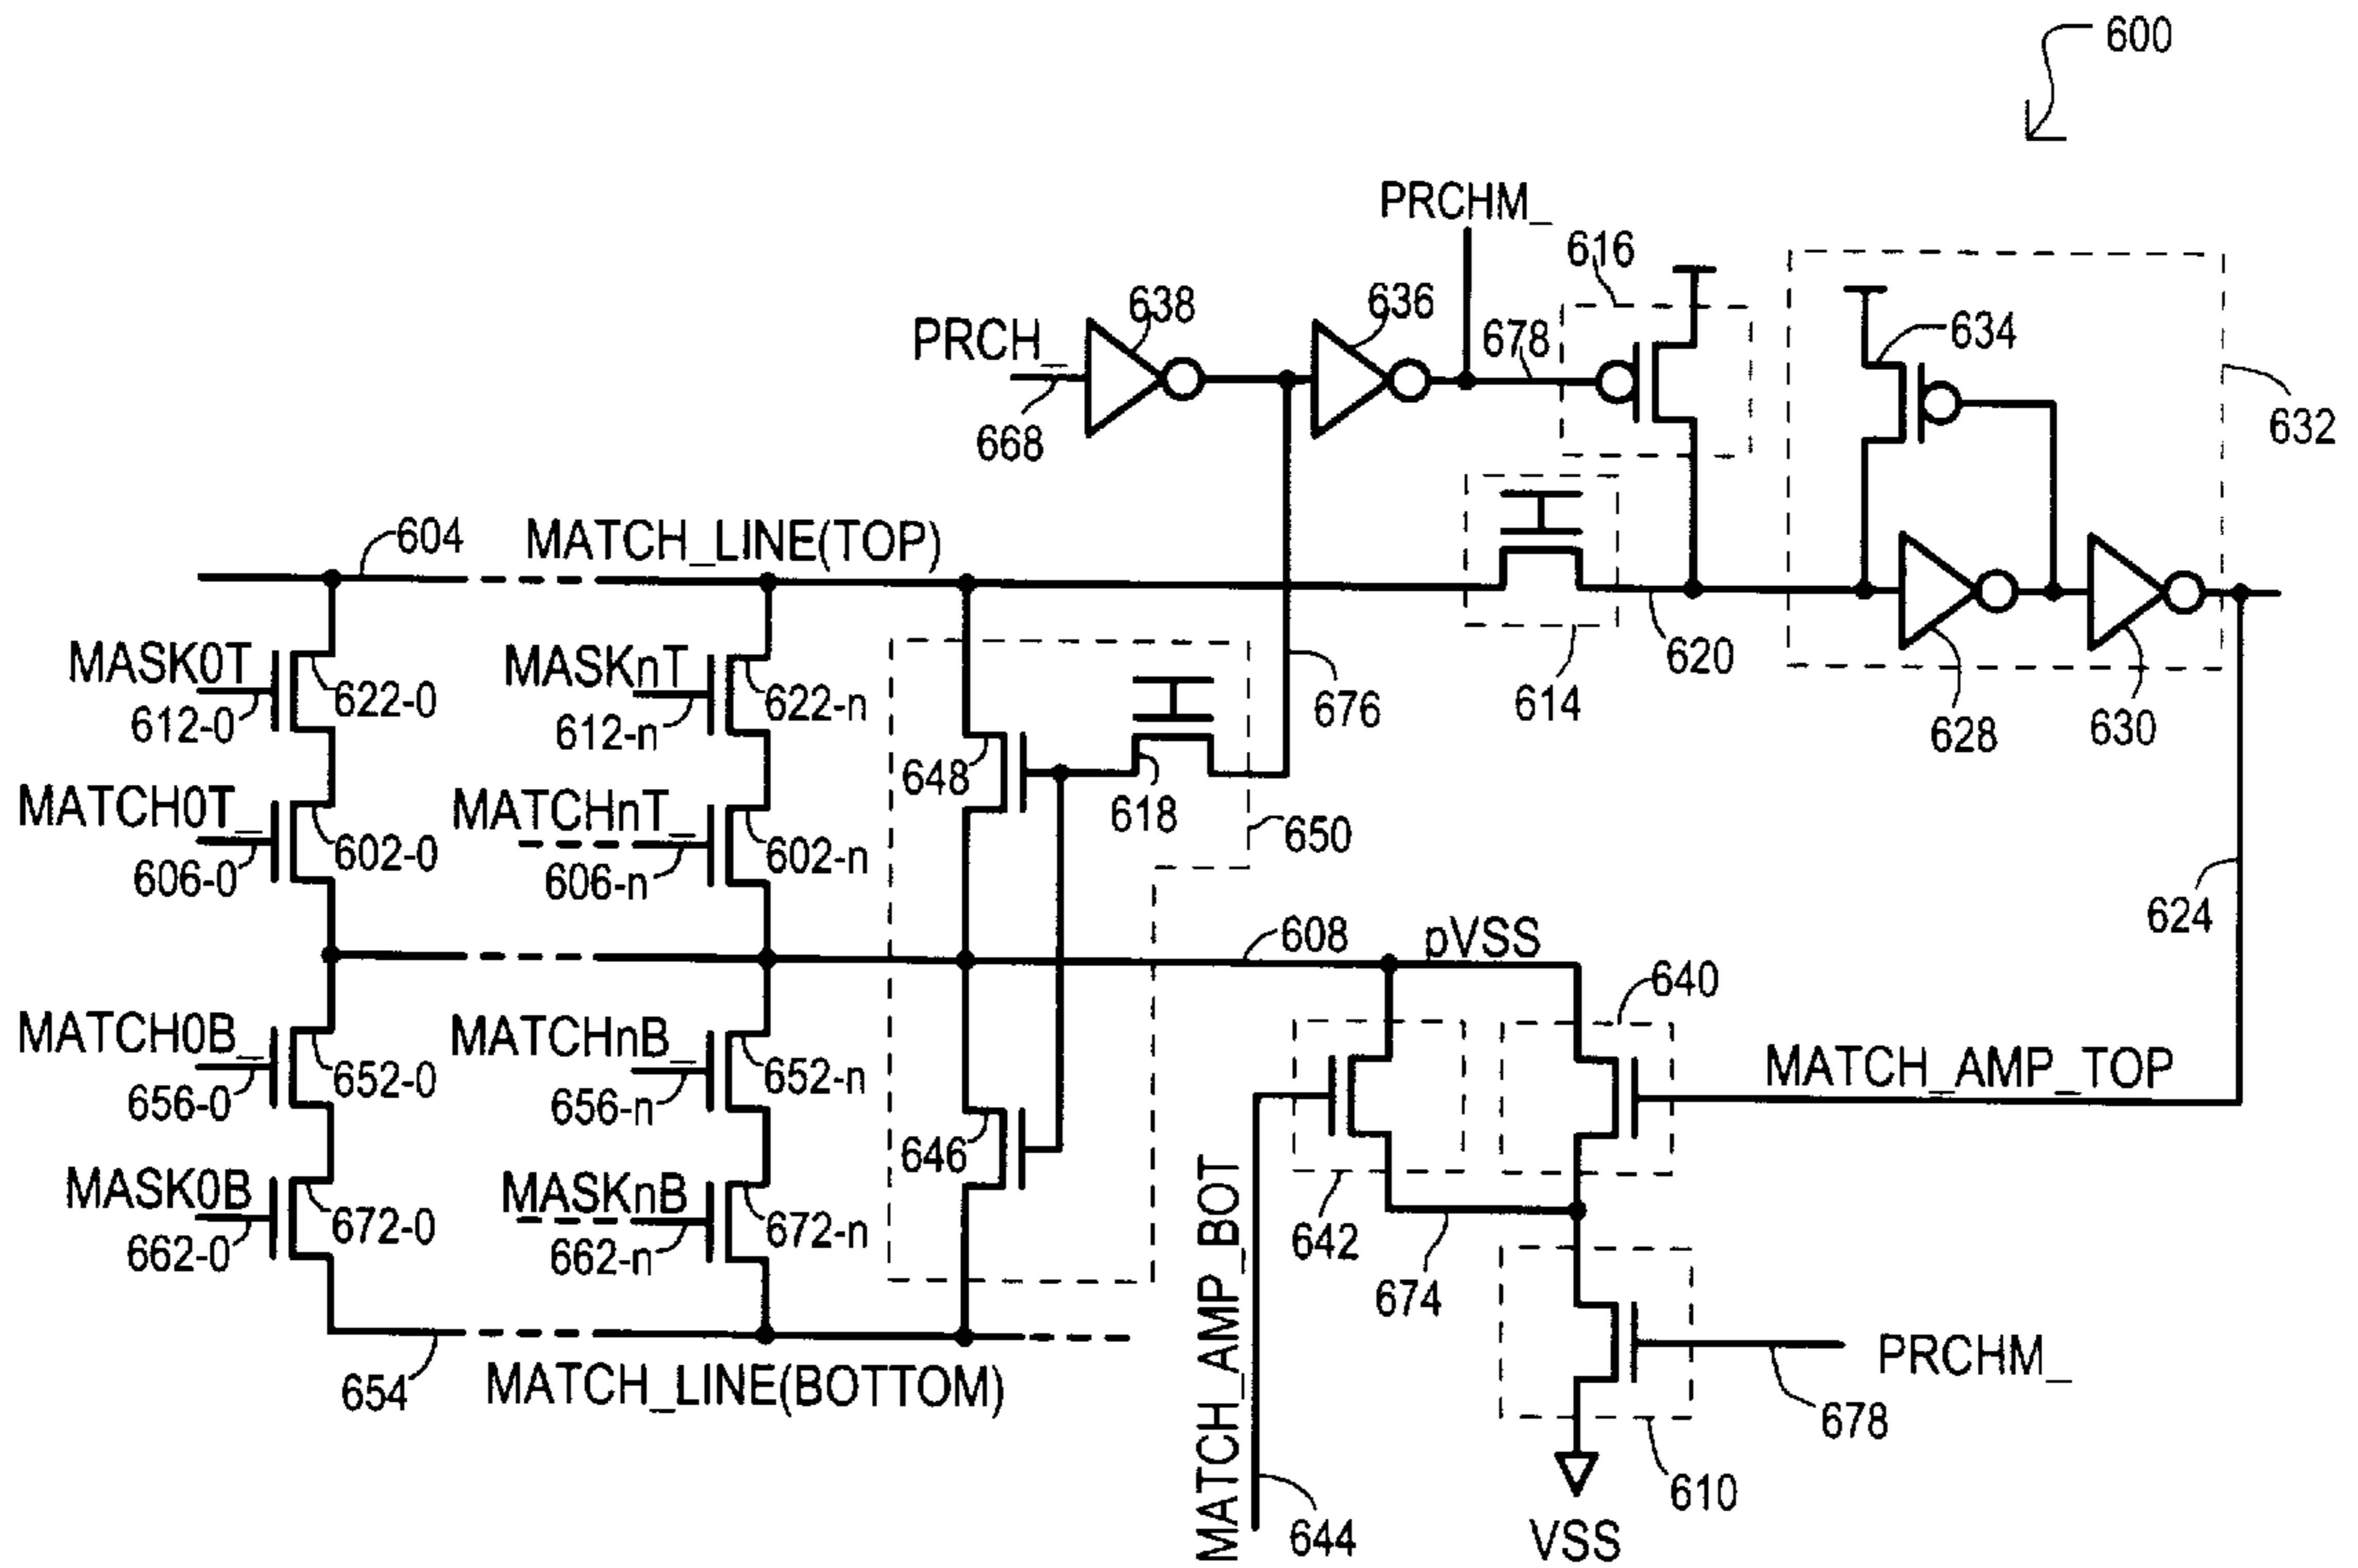 600
PRCHM_
616
638
636
634
PRCH_
678
632
668
604
MATCH_LINE(TOP)
MASK0T
622-0
MASKnT
622-n
620
612-0
612-n
676
614
628
630
648
618
MATCH0T_
602-0
MATCHnT_
602-n
650
606-0
606-n
624
608
pVSS
640
MATCH0B_
652-0
MATCHnB_
652-n
MATCH_AMP_TOP
656-0
656-n
646
MASK0B
672-0
MASKnB
672-n
642
662-0
662-n
674
MATCH_AMP_BOT
654
MATCH_LINE(BOTTOM)
PRCHM_
678
610
644
VSS